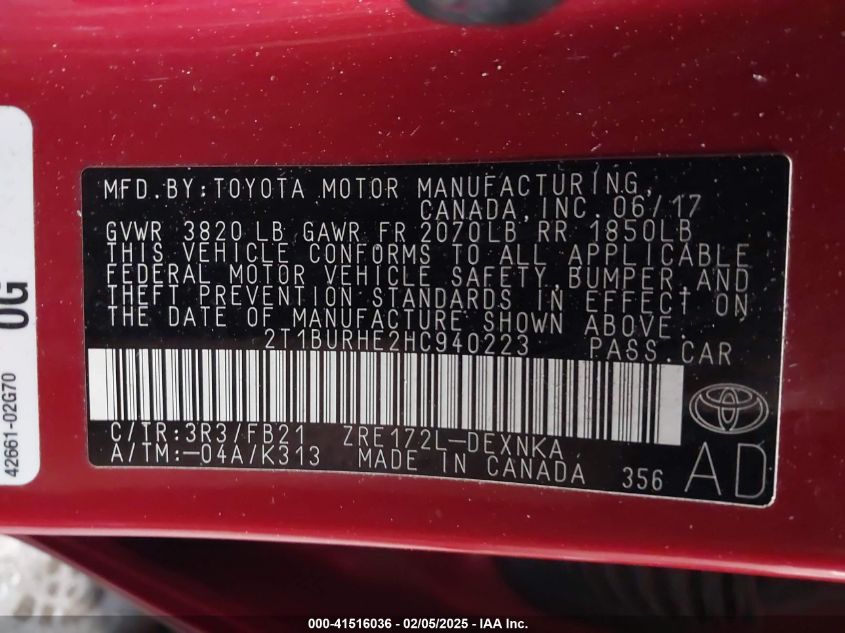 MFD.BY:TOYOTA MOTOR MANUFACTURING,
CANADA,INC.06/17
GVWR 3820 LB GAWR FR 2070LB RR 1850LB
THIS VEHICLE CONFORMS TO ALL APPLICABLE
FEDERAL MOTOR VEHICLE SAFETY,BUMPER,AND
THEFT PREVENTION STANDARDS IN EFFECT ON
THE DATE OF MANUFACTURE SHOWN ABOVE.
2T1BURHE2HC940223 PASS.CAR
C/TR:3R3/FB21 ZRE172L-DEXNKA
A/TM:-04A/K313 MADE IN CANADA 356
AD
0G
42661-02G70
000-41516036 - 02/05/2025 - IAA Inc.